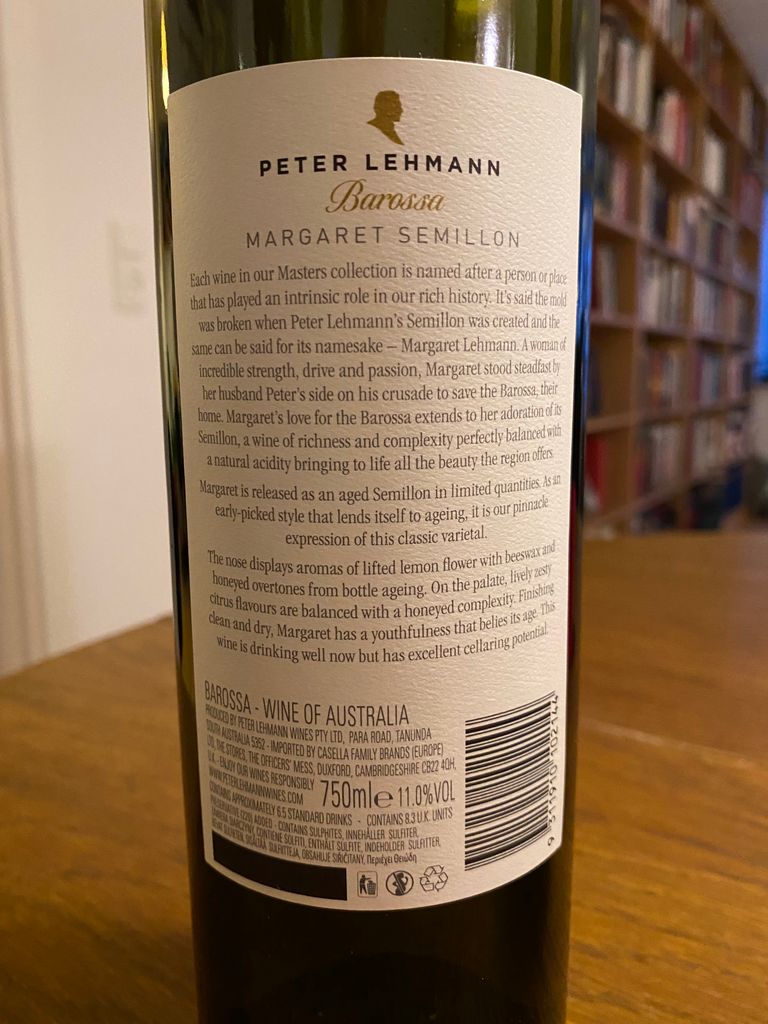 PETER LEHMANN
Barossa
MARGARET SEMILLON
Each wine in our Masters collection is named after a person or place
that has played an intrinsic role in our rich history. It's said the mold
was broken when Peter Lehmann's Semillon was created and the
same can be said for its namesake – Margaret Lehmann. A woman of
incredible strength, drive and passion, Margaret stood steadfast by
her husband Peter's side on his crusade to save the Barossa, their
home. Margaret's love for the Barossa extends to her adoration of its
Semillon, a wine of richness and complexity perfectly balanced with
a natural acidity bringing to life all the beauty the region offers.
Margaret is released as an aged Semillon in limited quantities. As an
early-picked style that lends itself to ageing, it is our pinnacle
expression of this classic varietal.
The nose displays aromas of lifted lemon flower with beeswax and
honeyed overtones from bottle ageing. On the palate, lively zesty
citrus flavours are balanced with a honeyed complexity. Finishing
clean and dry, Margaret has a youthfulness that belies its age. This
wine is drinking well now but has excellent cellaring potential.
BAROSSA - WINE OF AUSTRALIA
PRODUCED BY PETER LEHMANN WINES PTY LTD, PARA ROAD, TANUNDA
SOUTH AUSTRALIA 5352 - IMPORTED BY CASELLA FAMILY BRANDS (EUROPE)
LTD, THE STORES, THE OFFICERS' MESS, DUXFORD, CAMBRIDGESHIRE CB22 4QH,
U.K. - ENJOY OUR WINES RESPONSIBLY
WWW.PETERLEHMANNWINES.COM 750ml e 11.0%VOL
CONTAINS APPROXIMATELY 6.5 STANDARD DRINKS - CONTAINS 8.3 U.K. UNITS
PRESERVATIVE (220) ADDED - CONTAINS SULPHITES, INNEHÅLLER SULFITER,
CONTIENE SOLFITI, ENTHÄLT SULFITE, INDEHOLDER SULFITTER,
SISÄLTÄÄ SULFIITTEJA, OBSAHUJE SIŘIČITANY, Περιέχει Θειώδη
9 311910 102144